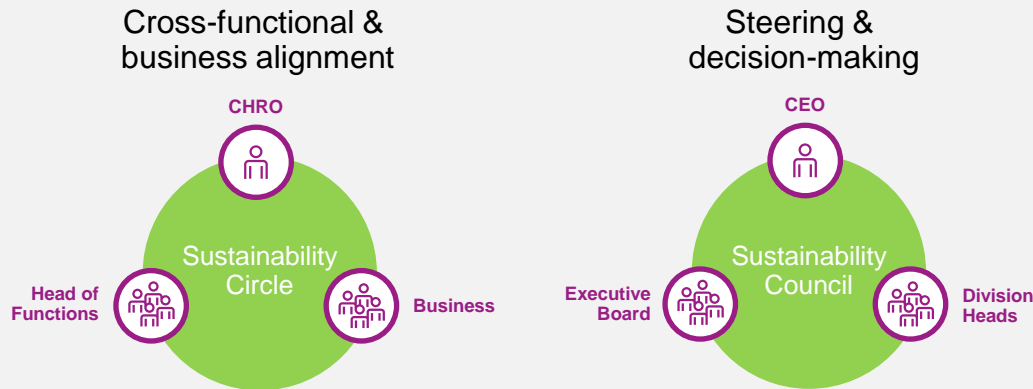 Cross-functional &
business alignment
CHRO
Sustainability
Circle
Head of
Functions
Business
Steering &
decision-making
CEO
Sustainability
Council
Executive
Board
Division
Heads